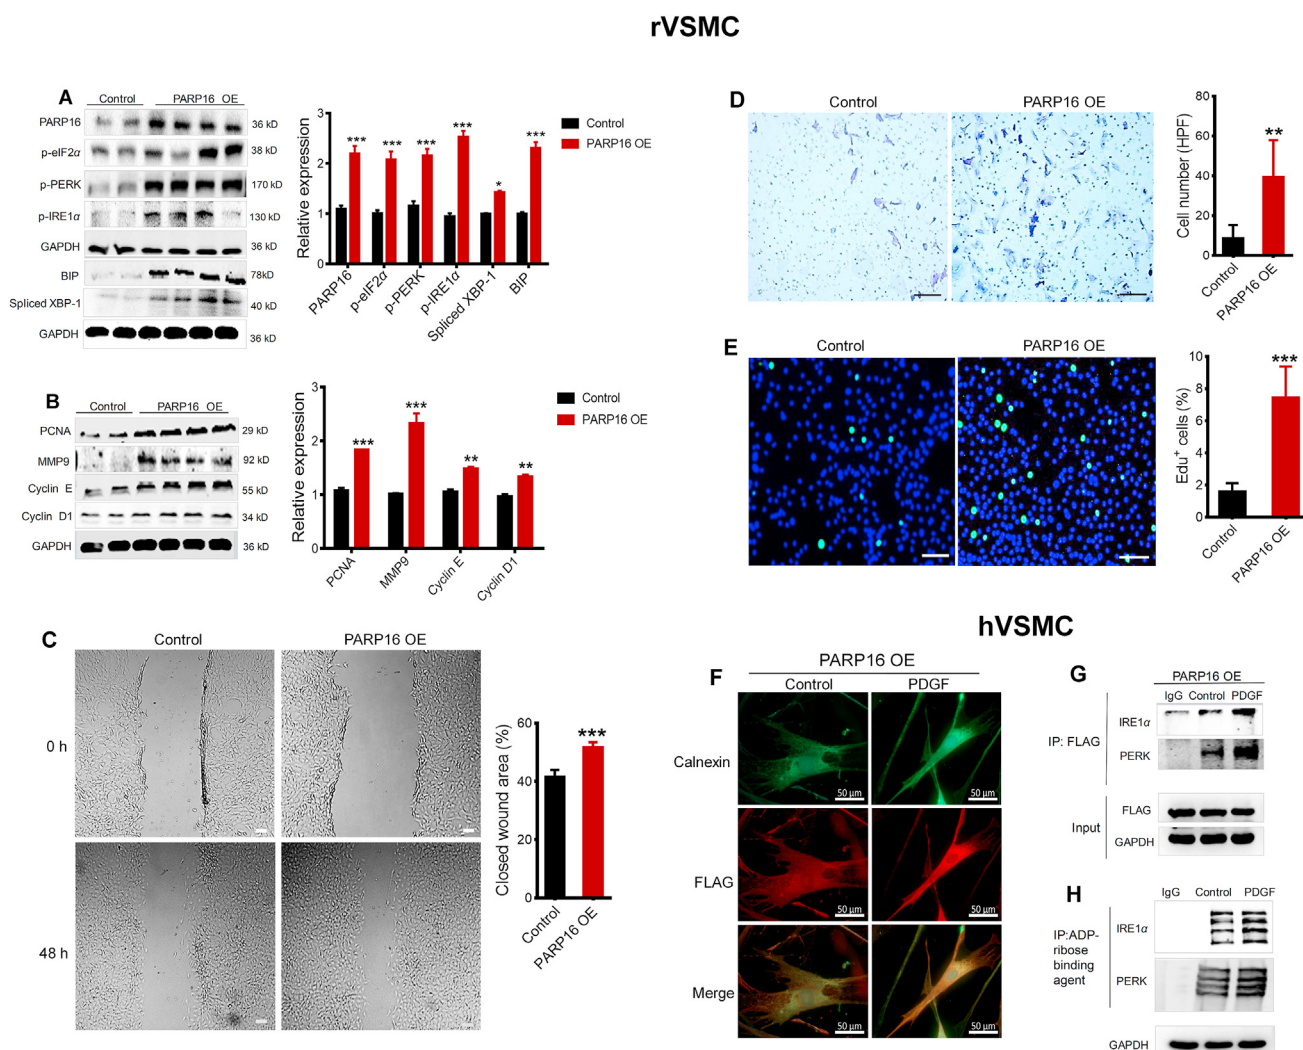 rVSMC
A
Control PARP16 OE
PARP16 36 kD
p-eIF2α 38 kD
p-PERK 170 kD
p-IRE1α 130 kD
GAPDH 36 kD
BIP 78kD
Spliced XBP-1 40 kD
GAPDH 36 kD
Relative expression
3
2
1
0
*** *** *** *** * ***
Control
PARP16 OE
PARP16 p-eIF2α p-PERK p-IRE1α Spliced XBP-1 BIP
B
Control PARP16 OE
PCNA 29 kD
MMP9 92 kD
Cyclin E 55 kD
Cyclin D1 34 kD
GAPDH 36 kD
Relative expression
3
2
1
0
*** *** ** **
Control
PARP16 OE
PCNA MMP9 Cyclin E Cyclin D1
C
Control PARP16 OE
0 h
48 h
Closed wound area (%)
60
40
20
0
***
Control PARP16 OE
D
Control PARP16 OE
Cell number (HPF)
80
60
40
20
0
**
Control PARP16 OE
E
Control PARP16 OE
Edu+ cells (%)
10
8
6
4
2
0
***
Control PARP16 OE
hVSMC
F
PARP16 OE
Control PDGF
Calnexin
50 µm 50 µm
FLAG
50 µm 50 µm
Merge
50 µm 50 µm
G
PARP16 OE
IgG Control PDGF
IP: FLAG
IRE1α
PERK
Input
FLAG
GAPDH
H
IgG Control PDGF
IP:ADP-
ribose
binding
agent
IRE1α
PERK
GAPDH